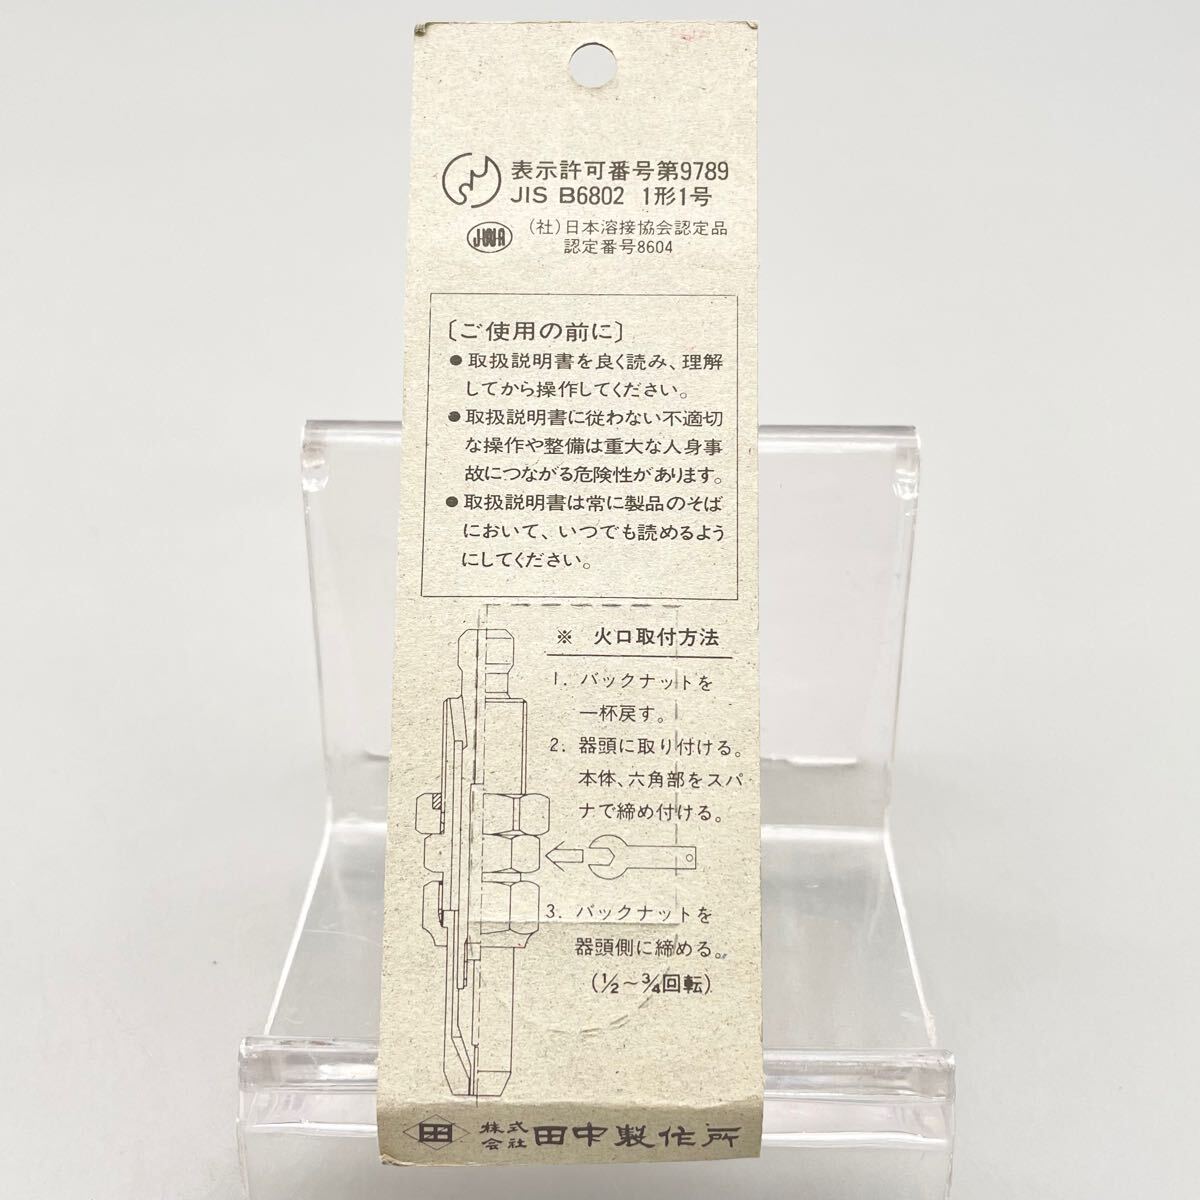 表示許可番号第9789
JIS B6802 1形1号
JWA
(社)日本溶接協会認定品
認定番号8604
〔ご使用の前に〕
●取扱説明書を良く読み、理解
してから操作してください。
●取扱説明書に従わない不適切
な操作や整備は重大な人身事
故につながる危険性があります。
●取扱説明書は常に製品のそば
において、いつでも読めるよう
にしてください。
※ 火口取付方法
1. バックナットを
一杯戻す。
2. 器頭に取り付ける。
本体、六角部をスパ
ナで締め付ける。
3. バックナットを
器頭側に締める。
(1/2～3/4回転)
田 株式会社 田中製作所